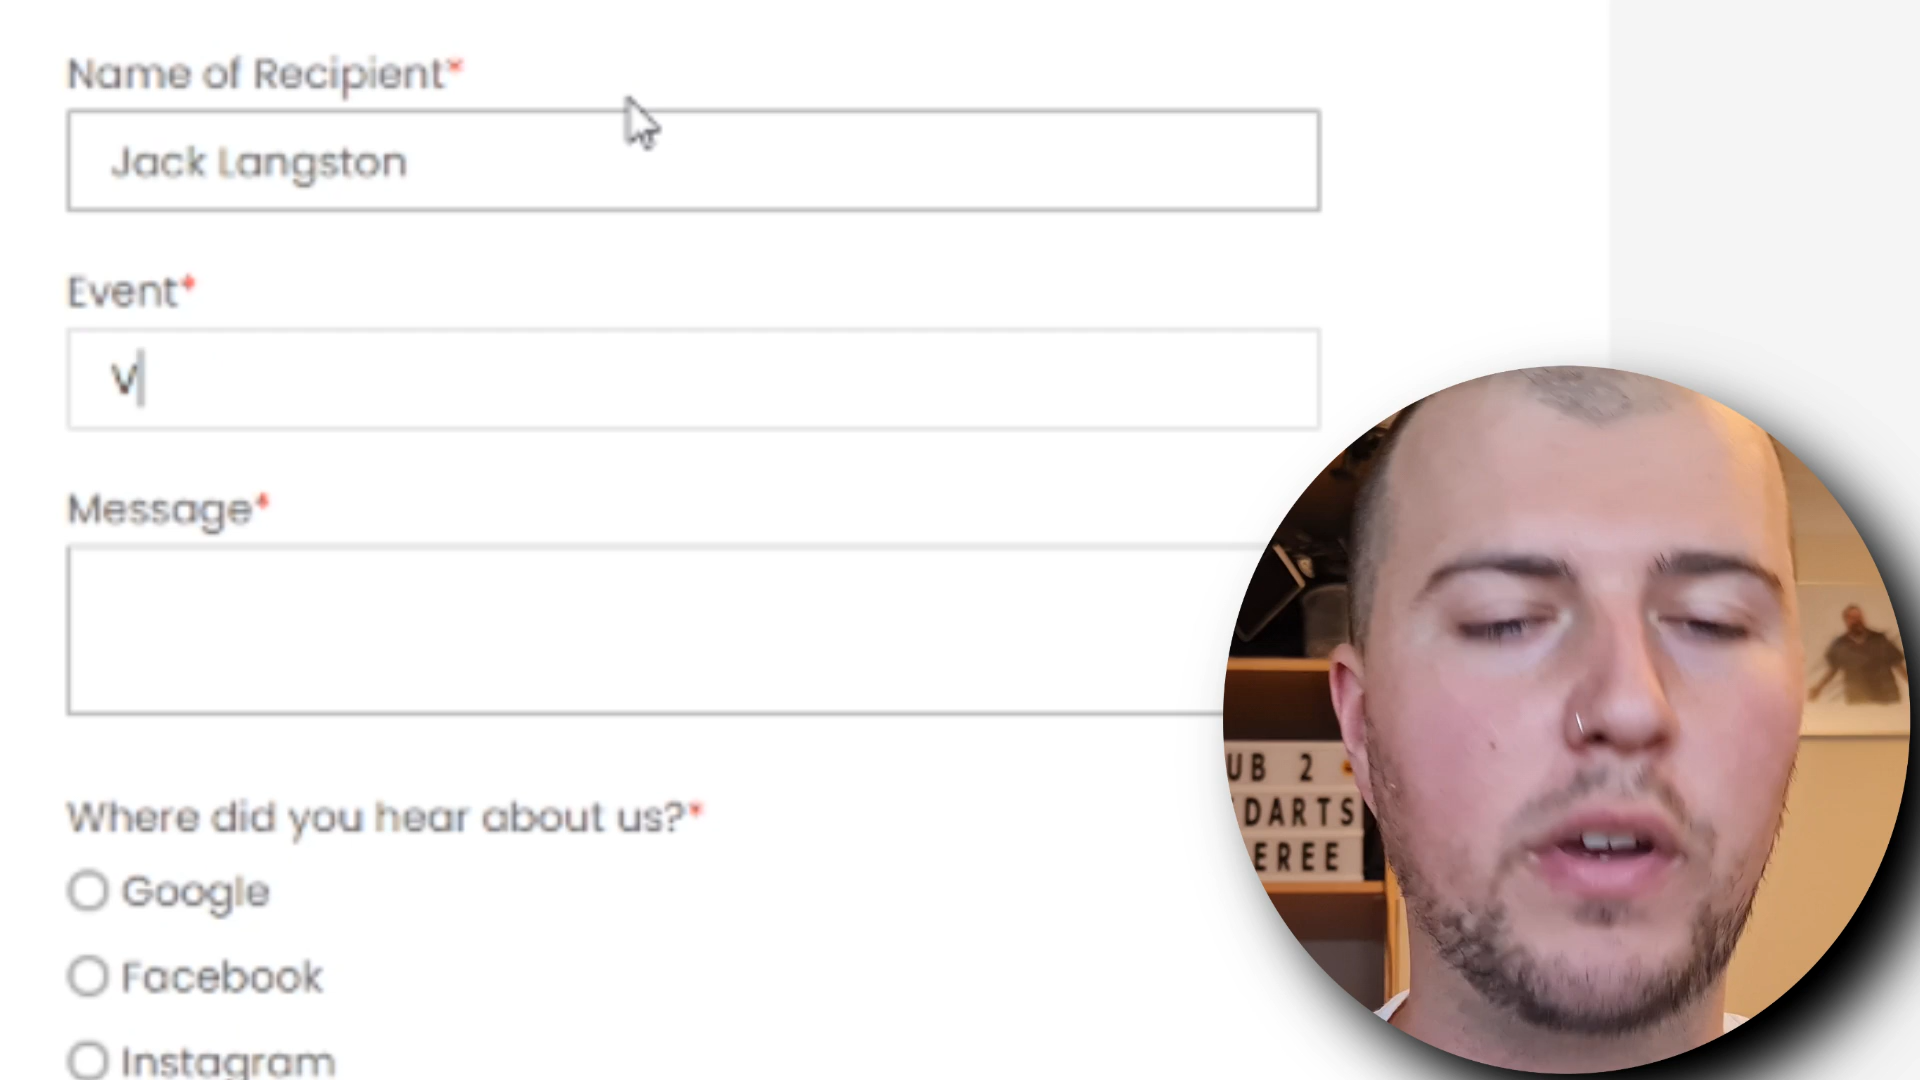 Name of Recipient*
Jack Langston
Event*
V
Message*
Where did you hear about us?*
Google
Facebook
Instagram
UB 2
DARTS
EREE